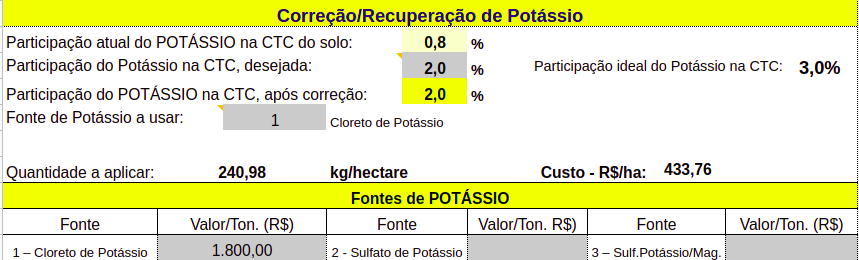 Correção/Recuperação de Potássio
Participação atual do POTÁSSIO na CTC do solo: 0,8 %
Participação do Potássio na CTC, desejada: 2,0 % Participação ideal do Potássio na CTC: 3,0%
Participação do POTÁSSIO na CTC, após correção: 2,0 %
Fonte de Potássio a usar: 1 Cloreto de Potássio
Quantidade a aplicar: 240,98 kg/hectare Custo - R$/ha: 433,76
Fontes de POTÁSSIO
Fonte Valor/Ton. (R$) Fonte Valor/Ton. R$) Fonte Valor/Ton. (R$)
1 – Cloreto de Potássio 1.800,00 2 - Sulfato de Potássio 3 – Sulf.Potássio/Mag.